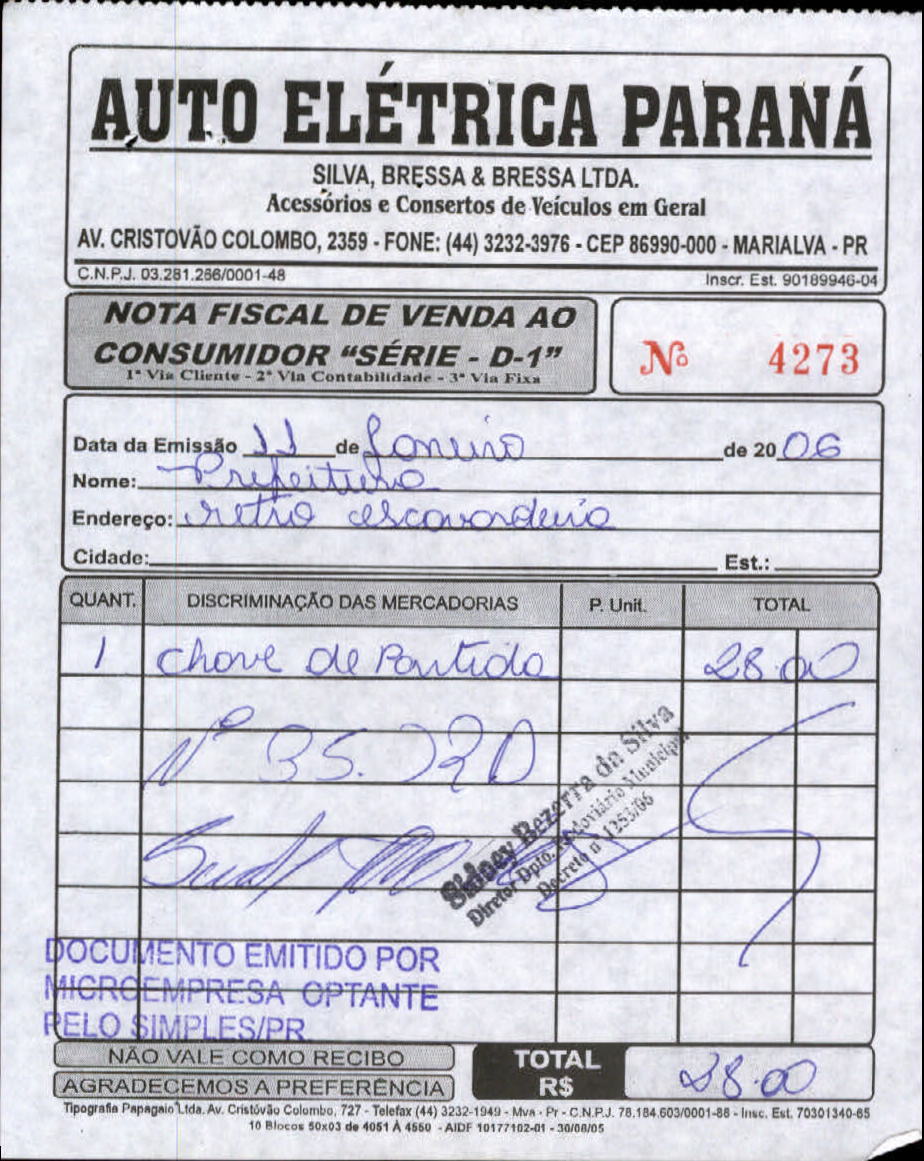 AUTO ELÉTRICA PARANÁ
SILVA, BRESSA & BRESSA LTDA.
Acessórios e Consertos de Veículos em Geral
AV. CRISTOVÃO COLOMBO, 2359 - FONE: (44) 3232-3976 - CEP 86990-000 - MARIALVA - PR
C.N.P.J. 03.281.266/0001-48 Inscr. Est. 90189946-04
NOTA FISCAL DE VENDA AO
CONSUMIDOR "SÉRIE - D-1"
1ª Via Cliente - 2ª Via Contabilidade - 3ª Via Fixa
Nº 4273
Data da Emissão 11 de Janeiro de 2006
Nome: Prefeitura
Endereço: retro escavadeira
Cidade: Est.:
QUANT. DISCRIMINAÇÃO DAS MERCADORIAS P. Unit. TOTAL
1 chave de Partida 28.00
Nº 35.720
Sidney Bezerra da Silva
Diretor Dpto. Rodoviário Municipal
Decreto nº 1253/05
DOCUMENTO EMITIDO POR
MICROEMPRESA OPTANTE
PELO SIMPLES/PR
NÃO VALE COMO RECIBO
AGRADECEMOS A PREFERÊNCIA
TOTAL
R$ 28.00
Tipografia Papagaio Ltda. Av. Cristóvão Colombo, 727 - Telefax (44) 3232-1949 - Mva - Pr - C.N.P.J. 78.184.603/0001-88 - Insc. Est. 70301340-65
10 Blocos 50x03 de 4051 À 4550 - AIDF 10177102-01 - 30/08/05